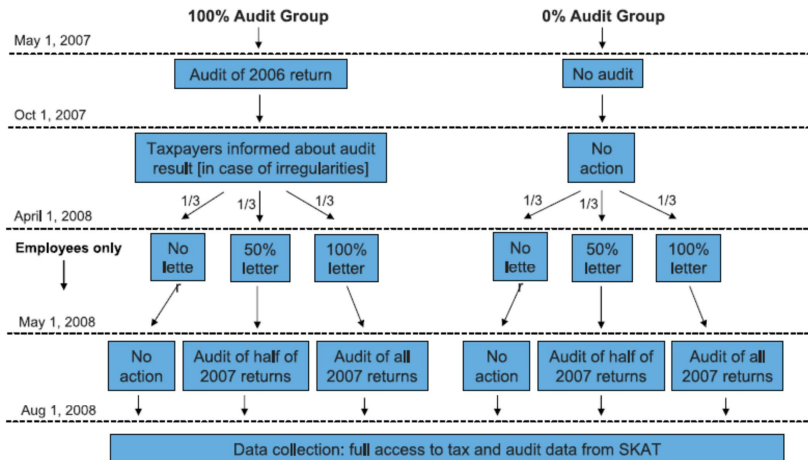 100% Audit Group
0% Audit Group
May 1, 2007
Audit of 2006 return
No audit
Oct 1, 2007
Taxpayers informed about audit
result [in case of irregularities]
No
action
1/3
1/3
1/3
1/3
1/3
1/3
April 1, 2008
Employees only
No
lette
r
50%
letter
100%
letter
No
lette
r
50%
letter
100%
letter
May 1, 2008
No
action
Audit of half of
2007 returns
Audit of all
2007 returns
No
action
Audit of half of
2007 returns
Audit of all
2007 returns
Aug 1, 2008
Data collection: full access to tax and audit data from SKAT